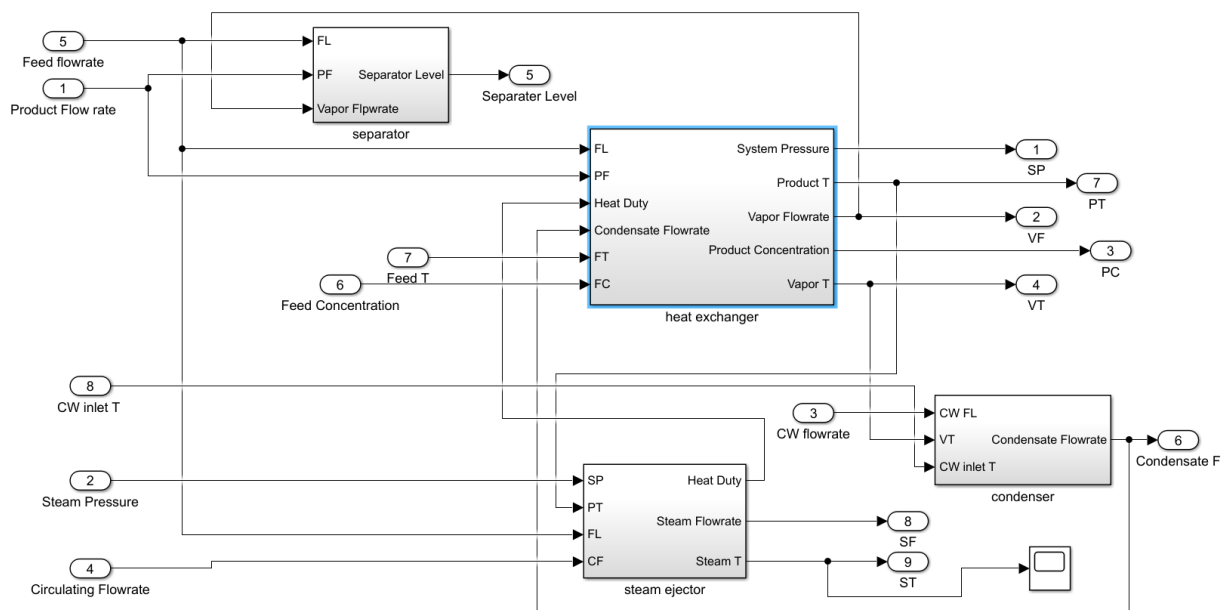 5
Feed flowrate
1
Product Flow rate
FL
PF
Vapor Flpwrate
Separator Level
separator
5
Separater Level
FL
PF
Heat Duty
Condensate Flowrate
FT
FC
System Pressure
Product T
Vapor Flowrate
Product Concentration
Vapor T
heat exchanger
1
SP
7
PT
2
VF
3
PC
4
VT
7
Feed T
6
Feed Concentration
8
CW inlet T
3
CW flowrate
CW FL
VT
CW inlet T
Condensate Flowrate
condenser
6
Condensate F
2
Steam Pressure
4
Circulating Flowrate
SP
PT
FL
CF
Heat Duty
Steam Flowrate
Steam T
steam ejector
8
SF
9
ST